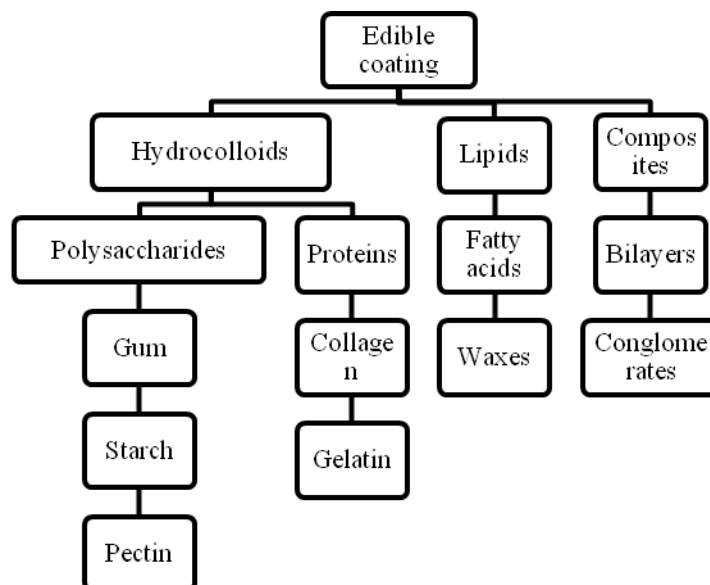 Edible
coating
Hydrocolloids
Lipids
Compos
ites
Polysaccharides
Proteins
Fatty
acids
Bilayers
Gum
Collage
n
Waxes
Conglome
rates
Starch
Gelatin
Pectin